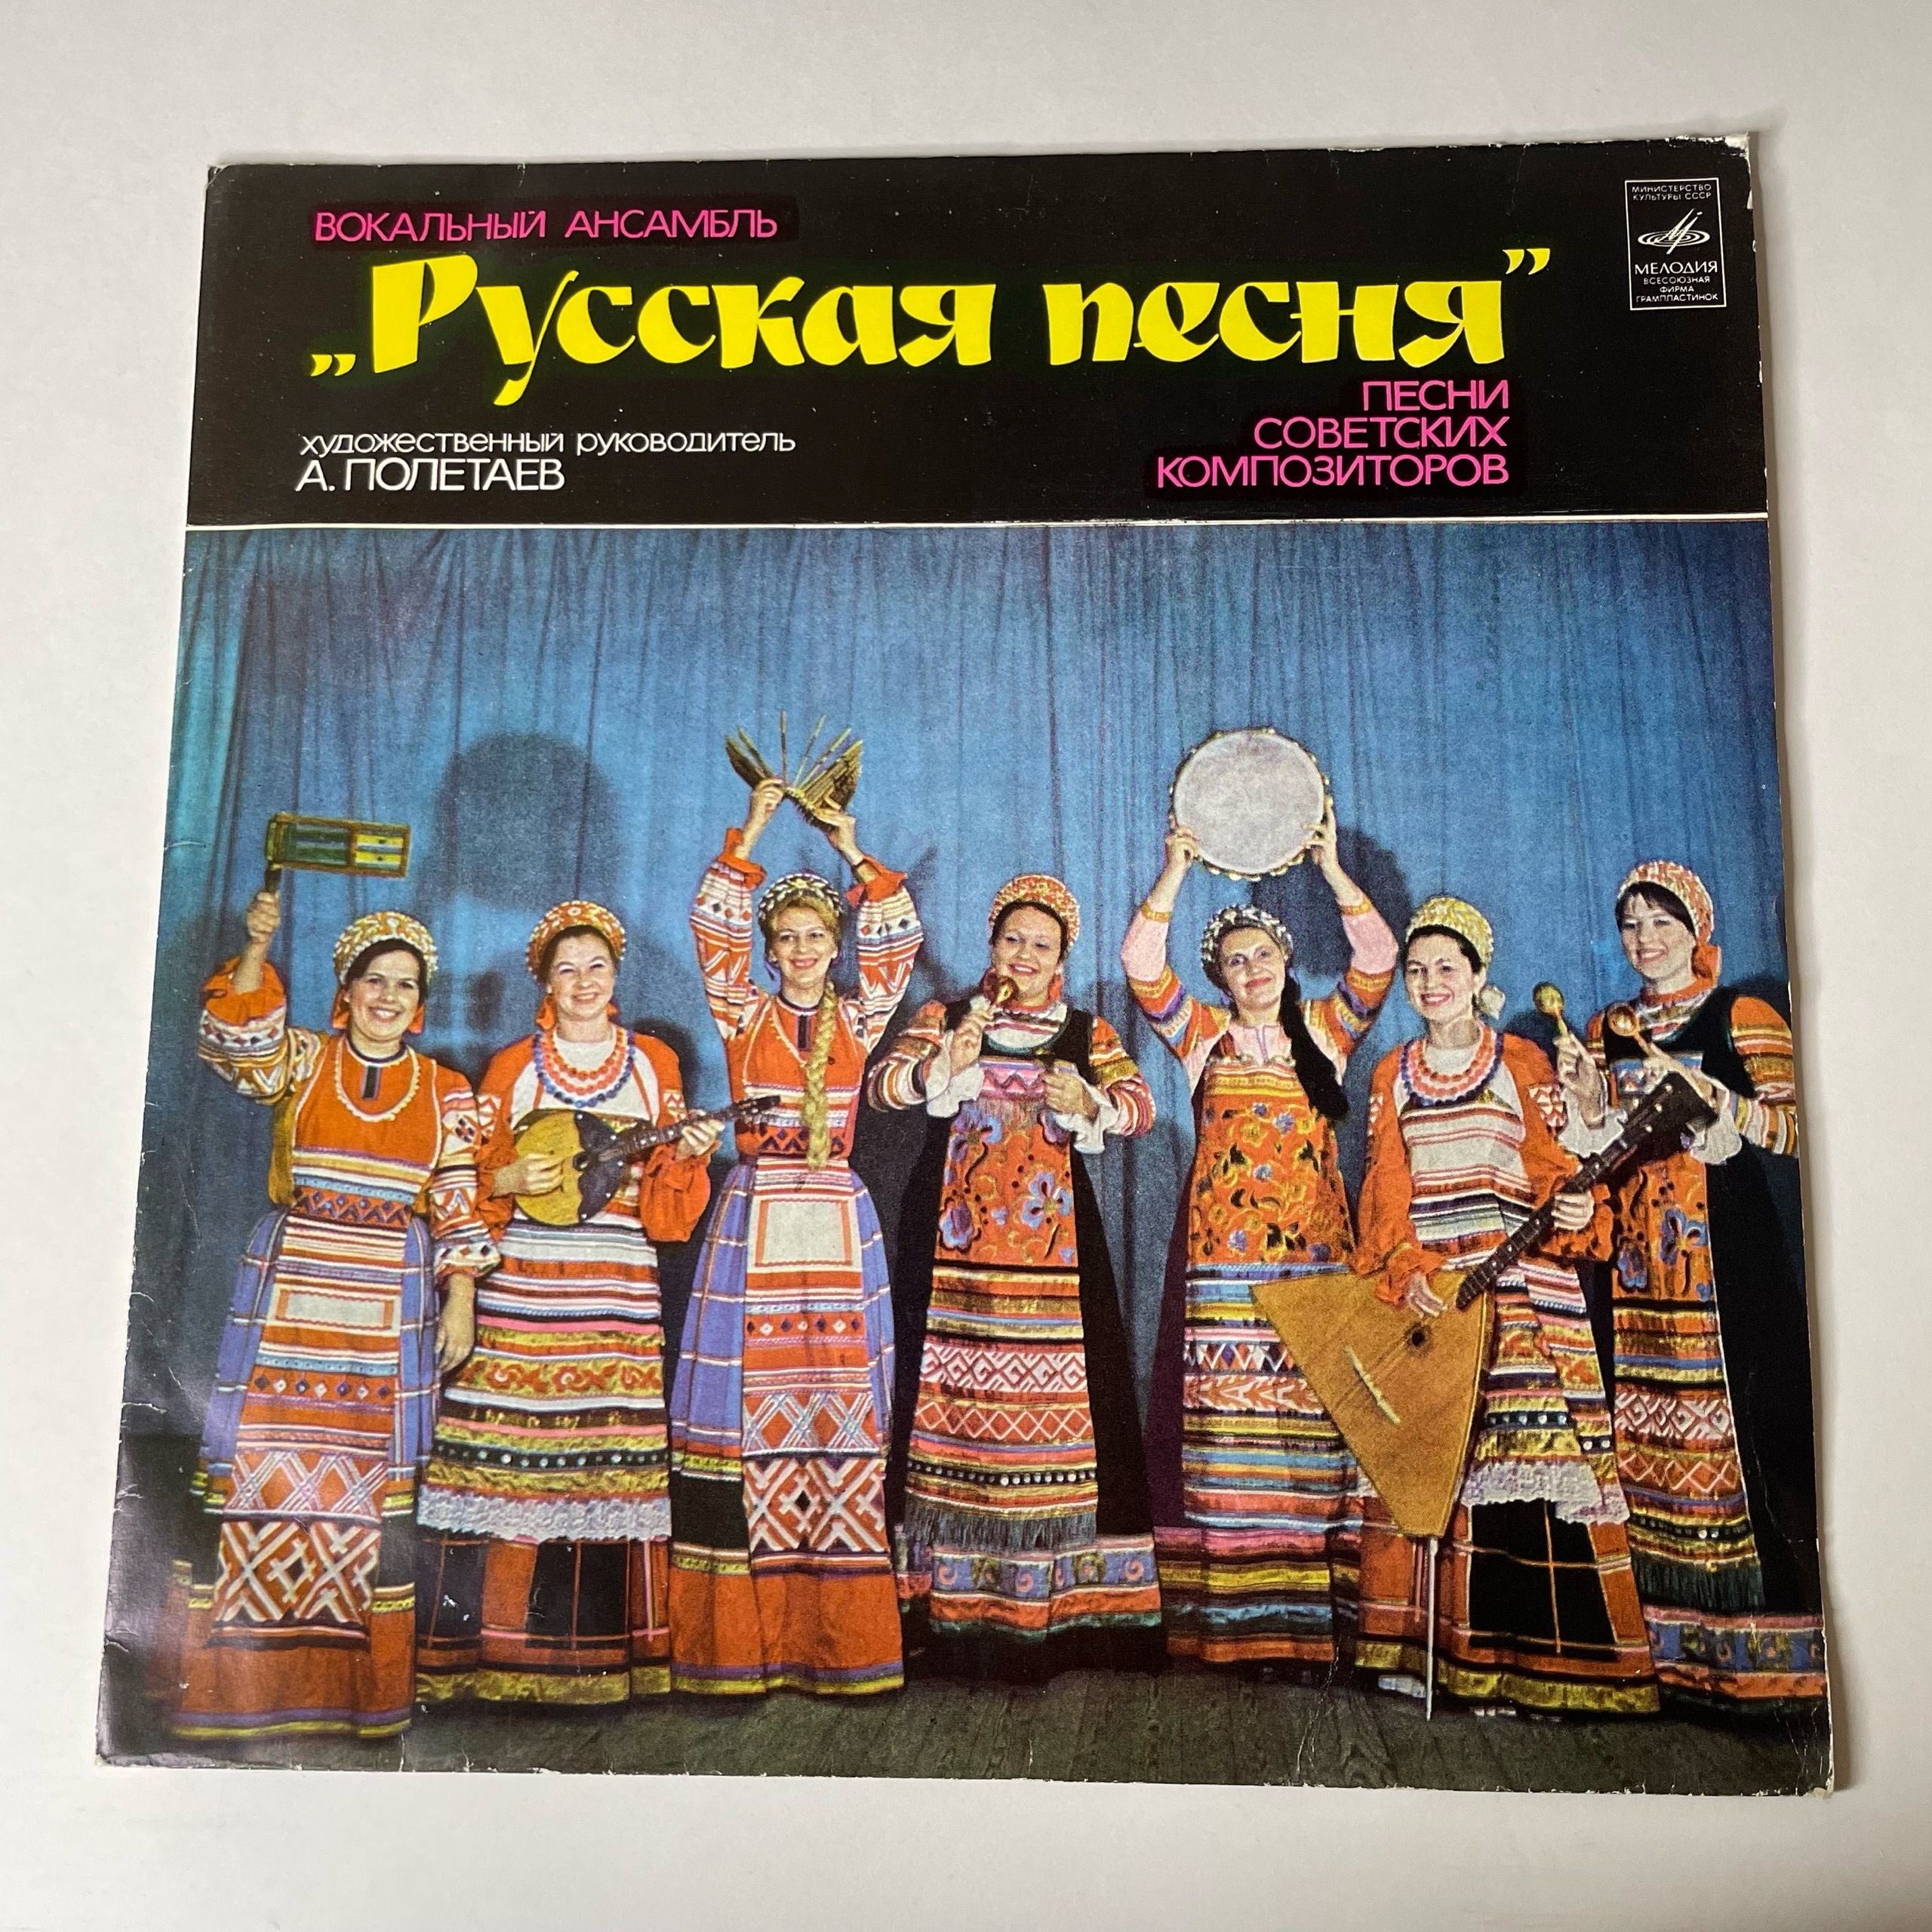 ВОКАЛЬНЫЙ АНСАМБЛЬ
„Русская песня”
ПЕСНИ
СОВЕТСКИХ
КОМПОЗИТОРОВ
художественный руководитель
А. ПОЛЕТАЕВ
МИНИСТЕРСТВО
КУЛЬТУРЫ СССР
МЕЛОДИЯ
ВСЕСОЮЗНАЯ
ФИРМА
ГРАМПЛАСТИНОК